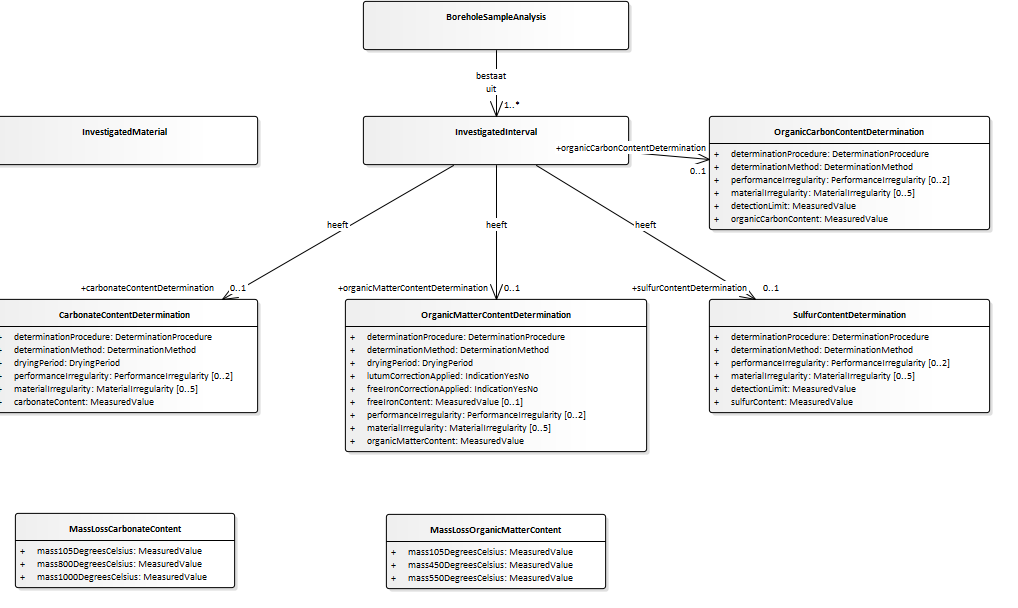 BoreholeSampleAnalysis
bestaat
uit
1..*
InvestigatedMaterial
InvestigatedInterval
+organicCarbonContentDetermination
0..1
OrganicCarbonContentDetermination
+ determinationProcedure: DeterminationProcedure
+ determinationMethod: DeterminationMethod
+ performanceIrregularity: PerformanceIrregularity [0..2]
+ materialIrregularity: MaterialIrregularity [0..5]
+ detectionLimit: MeasuredValue
+ organicCarbonContent: MeasuredValue
heeft
heeft
heeft
+carbonateContentDetermination
0..1
+organicMatterContentDetermination
0..1
+sulfurContentDetermination
0..1
CarbonateContentDetermination
+ determinationProcedure: DeterminationProcedure
+ determinationMethod: DeterminationMethod
+ dryingPeriod: DryingPeriod
+ performanceIrregularity: PerformanceIrregularity [0..2]
+ materialIrregularity: MaterialIrregularity [0..5]
+ carbonateContent: MeasuredValue
OrganicMatterContentDetermination
+ determinationProcedure: DeterminationProcedure
+ determinationMethod: DeterminationMethod
+ dryingPeriod: DryingPeriod
+ lutumCorrectionApplied: IndicationYesNo
+ freeIronCorrectionApplied: IndicationYesNo
+ freeIronContent: MeasuredValue [0..1]
+ performanceIrregularity: PerformanceIrregularity [0..2]
+ materialIrregularity: MaterialIrregularity [0..5]
+ organicMatterContent: MeasuredValue
SulfurContentDetermination
+ determinationProcedure: DeterminationProcedure
+ determinationMethod: DeterminationMethod
+ performanceIrregularity: PerformanceIrregularity [0..2]
+ materialIrregularity: MaterialIrregularity [0..5]
+ detectionLimit: MeasuredValue
+ sulfurContent: MeasuredValue
MassLossCarbonateContent
+ mass105DegreesCelsius: MeasuredValue
+ mass800DegreesCelsius: MeasuredValue
+ mass1000DegreesCelsius: MeasuredValue
MassLossOrganicMatterContent
+ mass105DegreesCelsius: MeasuredValue
+ mass450DegreesCelsius: MeasuredValue
+ mass550DegreesCelsius: MeasuredValue